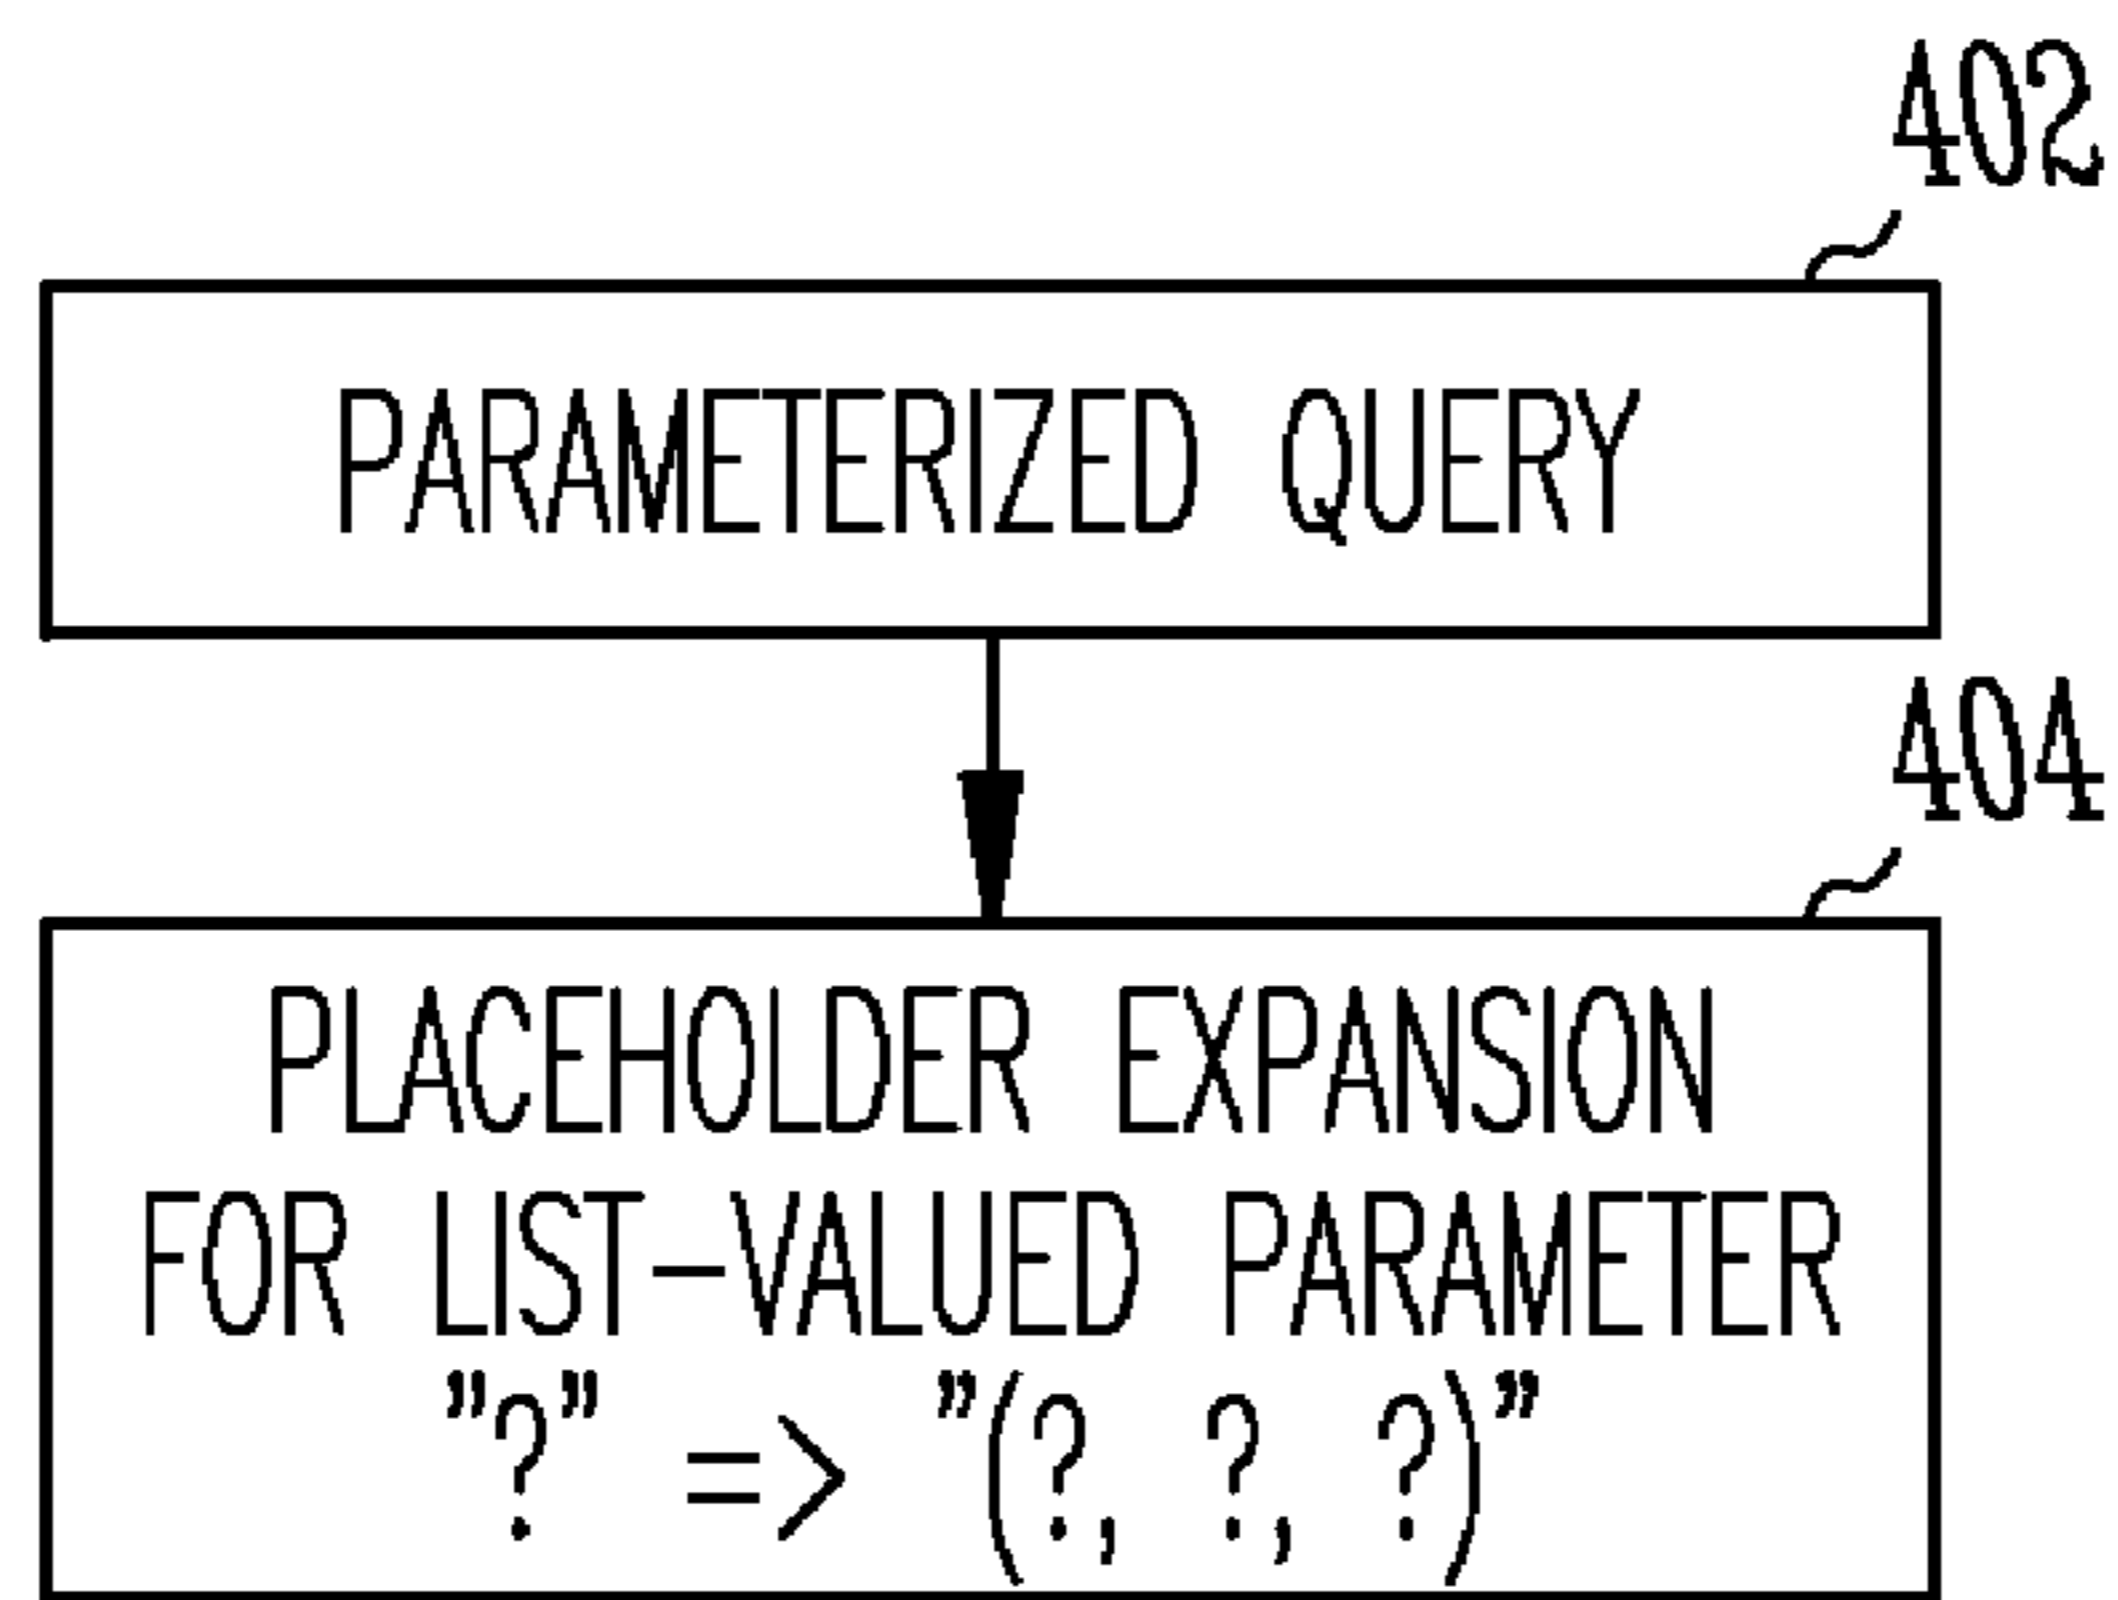 402
PARAMETERIZED QUERY
404
PLACEHOLDER EXPANSION
FOR LIST-VALUED PARAMETER
"?" => "(?, ?, ?)"